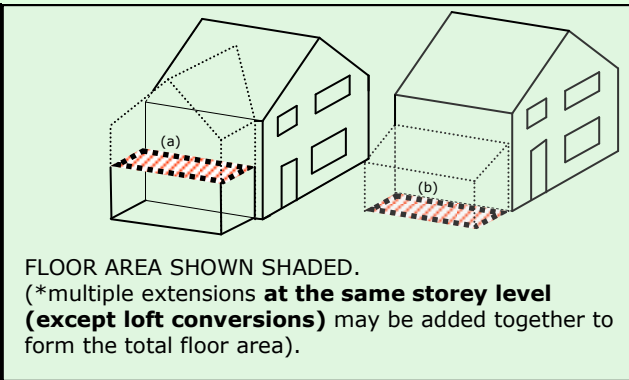 (a)
(b)
FLOOR AREA SHOWN SHADED.
(*multiple extensions at the same storey level
(except loft conversions) may be added together to
form the total floor area).